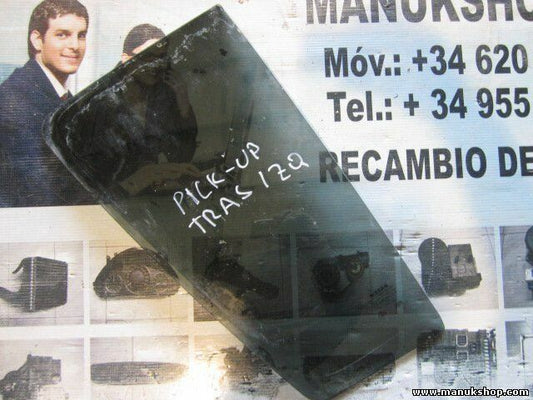 MANUKSHO
Móv.: +34 620
Tel.: + 34 955
RECAMBIO DE
PICK-UP
TRAS IZQ
www.manukshop.com